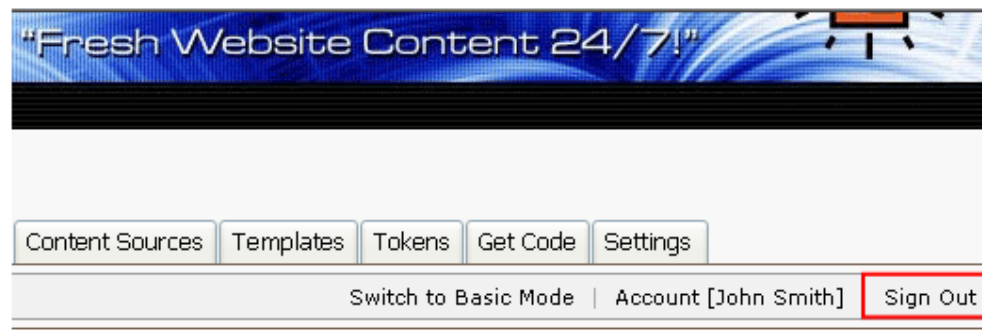 "Fresh Website Content 24/7!"
Content Sources Templates Tokens Get Code Settings
Switch to Basic Mode | Account [John Smith] Sign Out